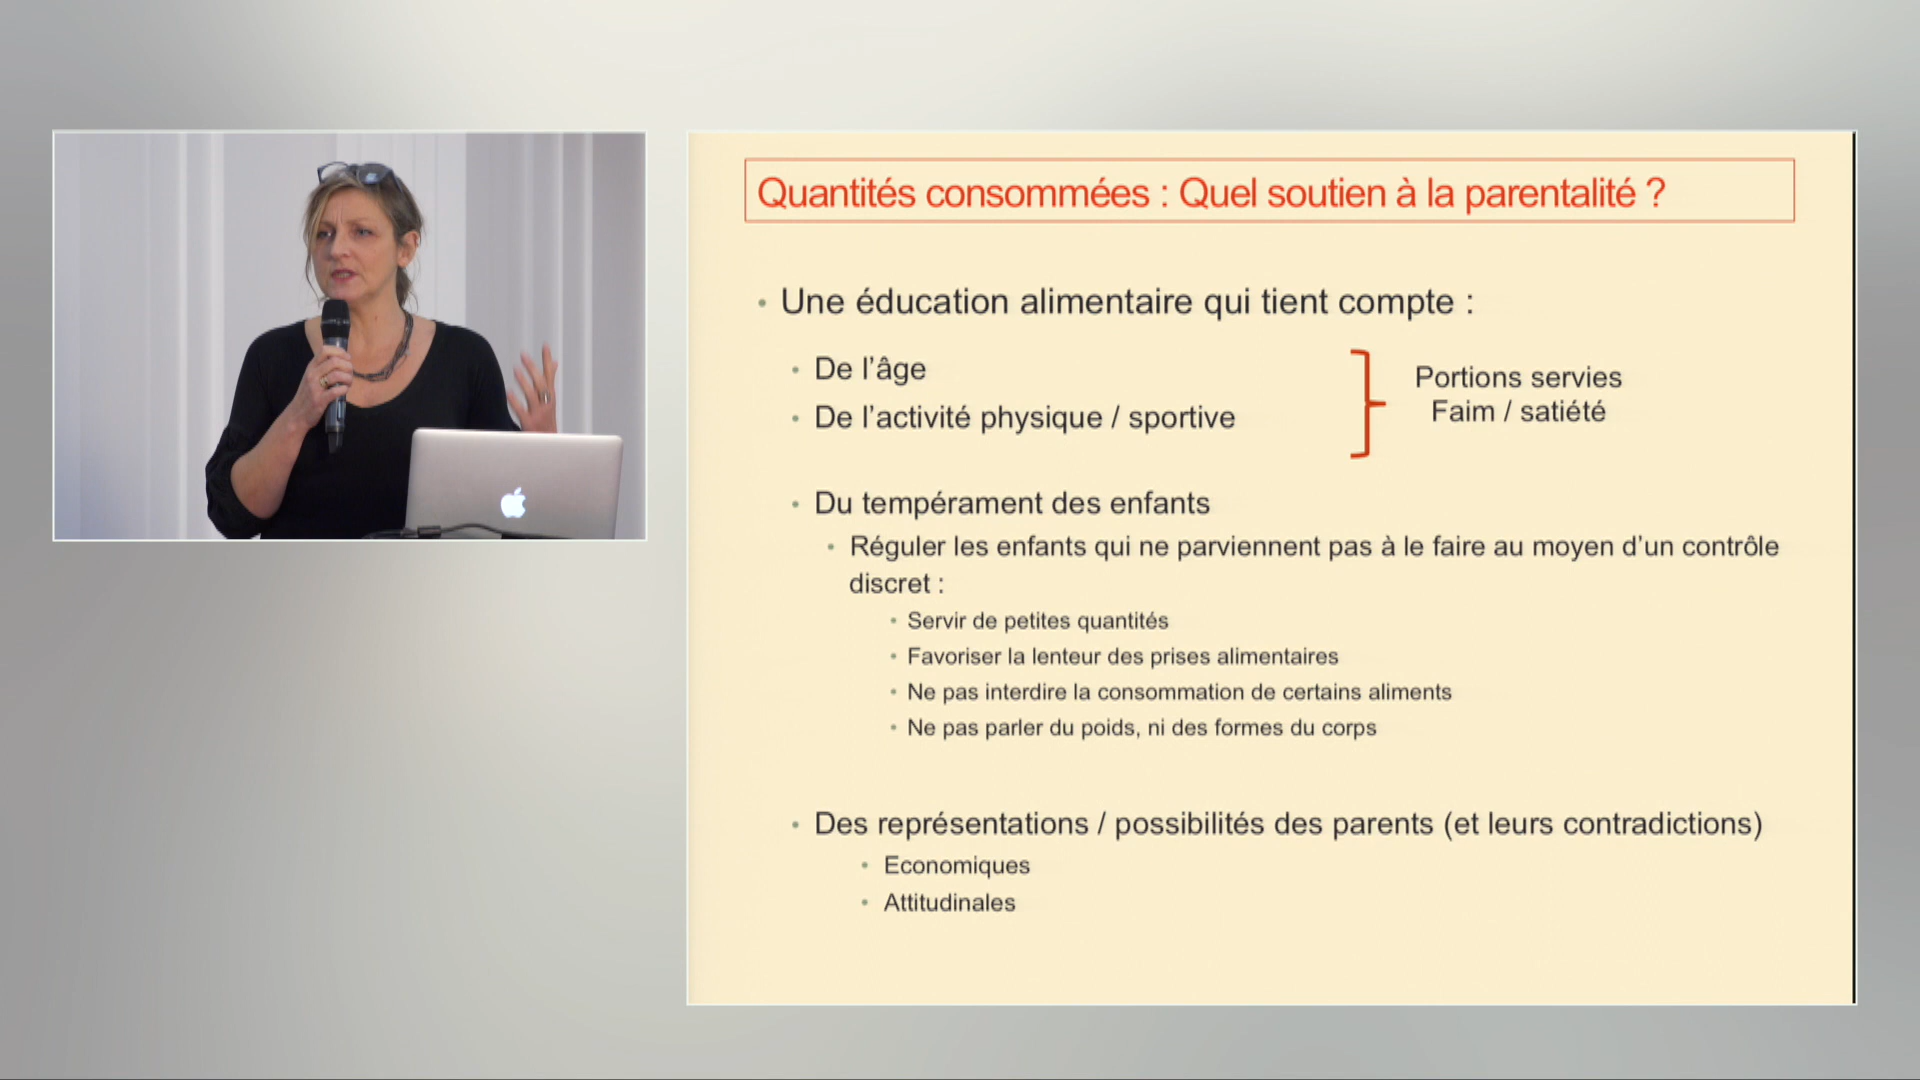 Quantités consommées : Quel soutien à la parentalité ?
• Une éducation alimentaire qui tient compte :
• De l’âge
• De l’activité physique / sportive
Portions servies
Faim / satiété
• Du tempérament des enfants
• Réguler les enfants qui ne parviennent pas à le faire au moyen d’un contrôle
discret :
• Servir de petites quantités
• Favoriser la lenteur des prises alimentaires
• Ne pas interdire la consommation de certains aliments
• Ne pas parler du poids, ni des formes du corps
• Des représentations / possibilités des parents (et leurs contradictions)
• Economiques
• Attitudinales